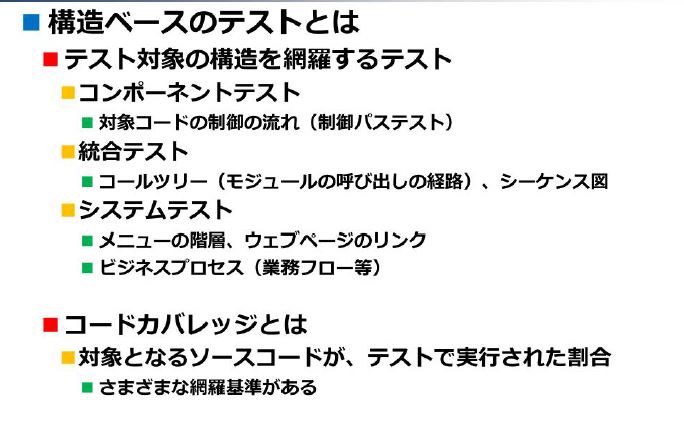 構造ベースのテストとは
テスト対象の構造を網羅するテスト
コンポーネントテスト
対象コードの制御の流れ（制御パステスト）
統合テスト
コールツリー（モジュールの呼び出しの経路）、シーケンス図
システムテスト
メニューの階層、ウェブページのリンク
ビジネスプロセス（業務フロー等）
コードカバレッジとは
対象となるソースコードが、テストで実行された割合
さまざまな網羅基準がある